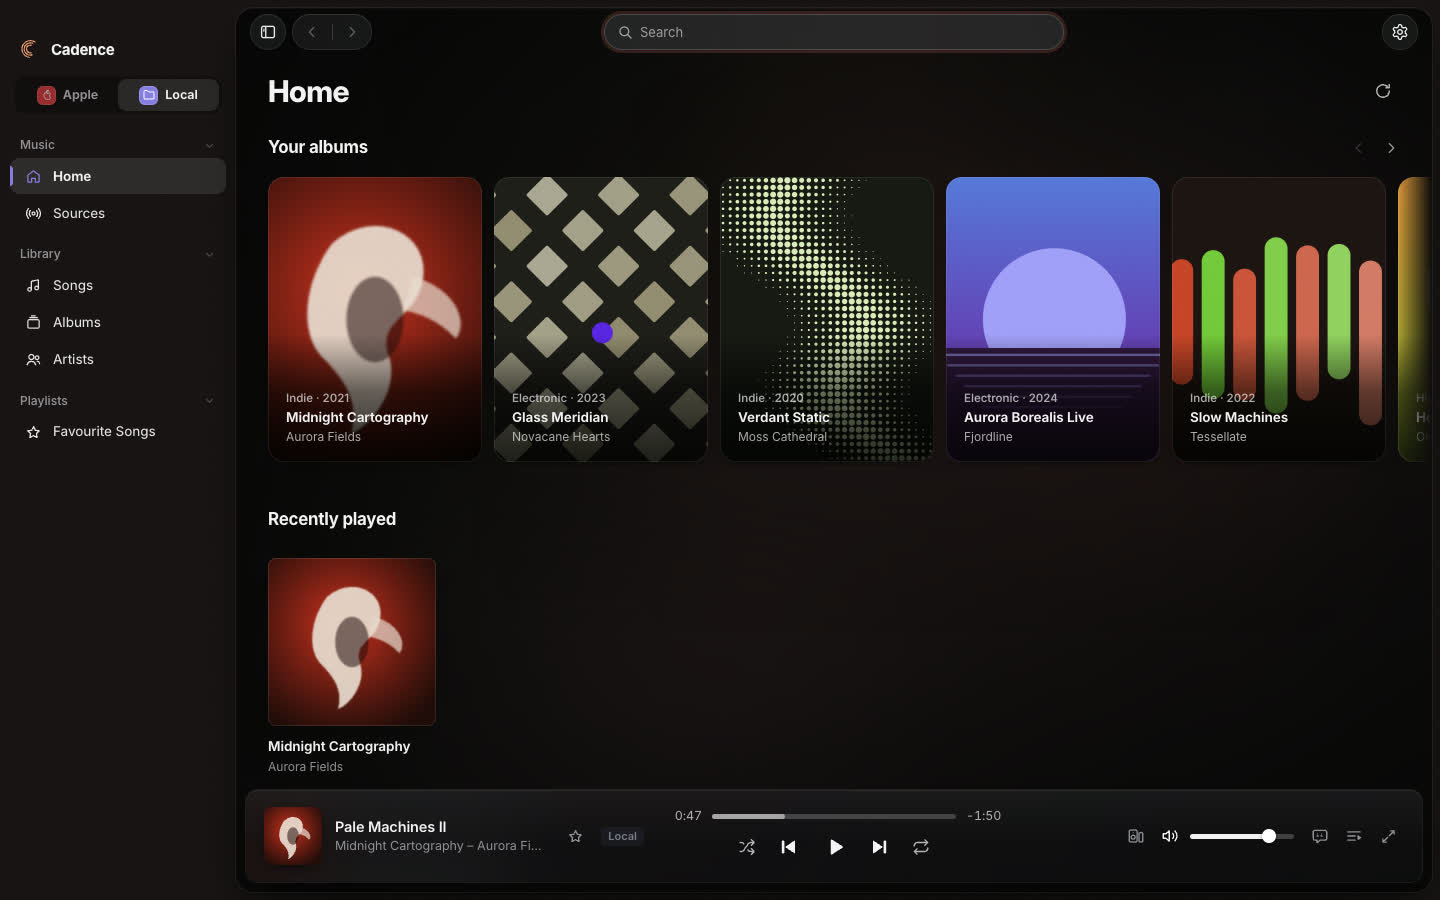 Cadence
Apple
Local
Music
Home
Sources
Library
Songs
Albums
Artists
Playlists
Favourite Songs
Search
Home
Your albums
Indie · 2021
Midnight Cartography
Aurora Fields
Electronic · 2023
Glass Meridian
Novacane Hearts
Indie · 2020
Verdant Static
Moss Cathedral
Electronic · 2024
Aurora Borealis Live
Fjordline
Indie · 2022
Slow Machines
Tessellate
Recently played
Midnight Cartography
Aurora Fields
Pale Machines II
Midnight Cartography – Aurora Fi...
Local
0:47
-1:50